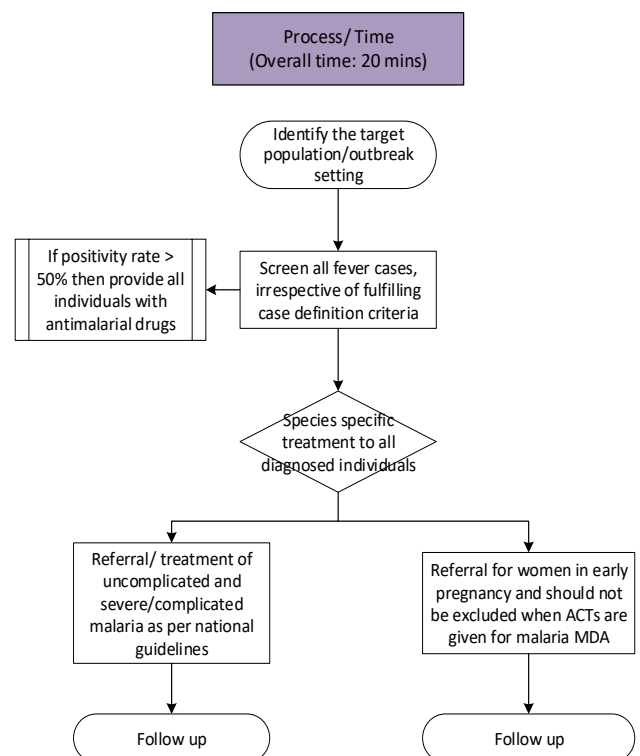 Process/ Time
(Overall time: 20 mins)
Identify the target
population/outbreak
setting
If positivity rate >
50% then provide all
individuals with
antimalarial drugs
Screen all fever cases,
irrespective of fulfilling
case definition criteria
Species specific
treatment to all
diagnosed individuals
Referral/ treatment of
uncomplicated and
severe/complicated
malaria as per national
guidelines
Referral for women in early
pregnancy and should not
be excluded when ACTs are
given for malaria MDA
Follow up
Follow up